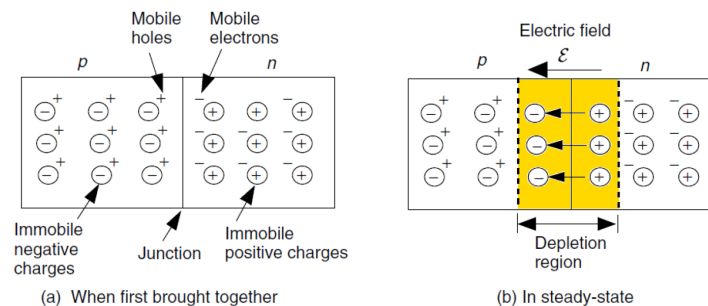 Mobile
holes
Mobile
electrons
p
n
Immobile
negative
charges
Junction
Immobile
positive charges
(a) When first brought together
Electric field
ℰ
p
n
Depletion
region
(b) In steady-state